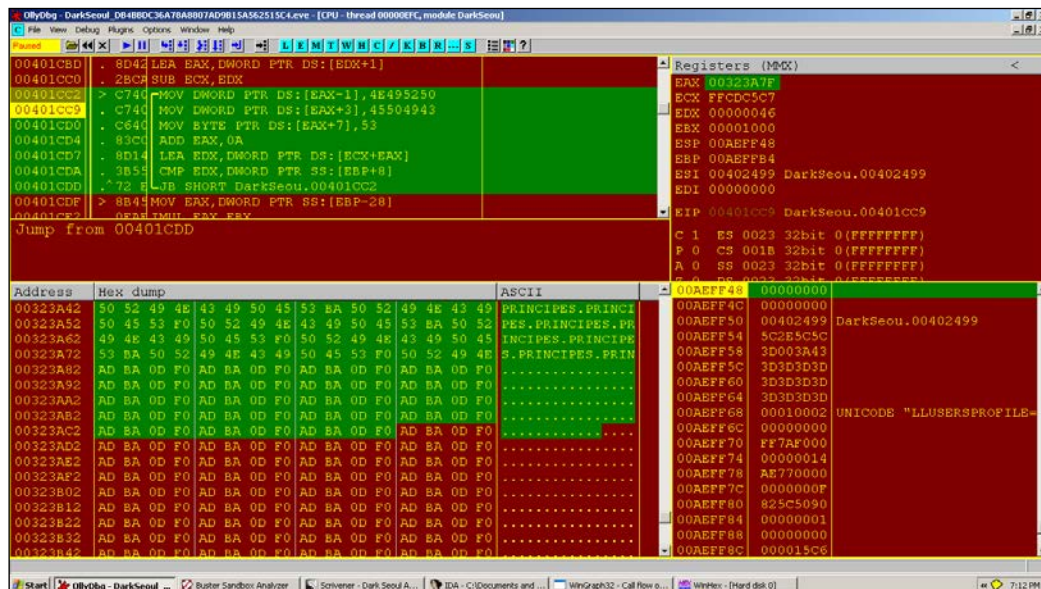 OllyDbg - DarkSeoul_DB4BBDC36A78A8807AD9B15A562515C4.eve - [CPU - thread 00000EFC, module DarkSeou]
C File View Debug Plugins Options Window Help
Paused L E M T W H C / K B R ... S ?
00401CBD . 8D42 LEA EAX,DWORD PTR DS:[EDX+1]
00401CC0 . 2BCA SUB ECX,EDX
00401CC2 > C740 MOV DWORD PTR DS:[EAX-1],4E495250
00401CC9 . C740 MOV DWORD PTR DS:[EAX+3],45504943
00401CD0 . C640 MOV BYTE PTR DS:[EAX+7],53
00401CD4 . 83C0 ADD EAX,0A
00401CD7 . 8D14 LEA EDX,DWORD PTR DS:[ECX+EAX]
00401CDA . 3B55 CMP EDX,DWORD PTR SS:[EBP+8]
00401CDD .^72 E JB SHORT DarkSeou.00401CC2
00401CDF > 8B45 MOV EAX,DWORD PTR SS:[EBP-28]
00401CE2 . 0FAF IMUL EAX,EBX
Jump from 00401CDD
Registers (MMX) <
EAX 00323A7F
ECX FFCDC5C7
EDX 00000046
EBX 00001000
ESP 00AEFF48
EBP 00AEFFB4
ESI 00402499 DarkSeou.00402499
EDI 00000000
EIP 00401CC9 DarkSeou.00401CC9
C 1 ES 0023 32bit 0(FFFFFFFF)
P 0 CS 001B 32bit 0(FFFFFFFF)
A 0 SS 0023 32bit 0(FFFFFFFF)
Address Hex dump ASCII
00323A42 50 52 49 4E 43 49 50 45 53 BA 50 52 49 4E 43 49 PRINCIPES.PRINCI
00323A52 50 45 53 F0 50 52 49 4E 43 49 50 45 53 BA 50 52 PES.PRINCIPES.PR
00323A62 49 4E 43 49 50 45 53 F0 50 52 49 4E 43 49 50 45 INCIPES.PRINCIPE
00323A72 53 BA 50 52 49 4E 43 49 50 45 53 F0 50 52 49 4E S.PRINCIPES.PRIN
00323A82 AD BA 0D F0 AD BA 0D F0 AD BA 0D F0 AD BA 0D F0 ................
00323A92 AD BA 0D F0 AD BA 0D F0 AD BA 0D F0 AD BA 0D F0 ................
00323AA2 AD BA 0D F0 AD BA 0D F0 AD BA 0D F0 AD BA 0D F0 ................
00323AB2 AD BA 0D F0 AD BA 0D F0 AD BA 0D F0 AD BA 0D F0 ................
00323AC2 AD BA 0D F0 AD BA 0D F0 AD BA 0D F0 AD BA 0D F0 ................
00323AD2 AD BA 0D F0 AD BA 0D F0 AD BA 0D F0 AD BA 0D F0 ................
00323AE2 AD BA 0D F0 AD BA 0D F0 AD BA 0D F0 AD BA 0D F0 ................
00323AF2 AD BA 0D F0 AD BA 0D F0 AD BA 0D F0 AD BA 0D F0 ................
00323B02 AD BA 0D F0 AD BA 0D F0 AD BA 0D F0 AD BA 0D F0 ................
00323B12 AD BA 0D F0 AD BA 0D F0 AD BA 0D F0 AD BA 0D F0 ................
00323B22 AD BA 0D F0 AD BA 0D F0 AD BA 0D F0 AD BA 0D F0 ................
00323B32 AD BA 0D F0 AD BA 0D F0 AD BA 0D F0 AD BA 0D F0 ................
00323B42 AD BA 0D F0 AD BA 0D F0 AD BA 0D F0 AD BA 0D F0 ................
00AEFF48 00000000
00AEFF4C 00000000
00AEFF50 00402499 DarkSeou.00402499
00AEFF54 5C2E5C5C
00AEFF58 3D003A43
00AEFF5C 3D3D3D3D
00AEFF60 3D3D3D3D
00AEFF64 3D3D3D3D
00AEFF68 00010002 UNICODE "LLUSERSPROFILE=
00AEFF6C 00000000
00AEFF70 FF7AF000
00AEFF74 00000014
00AEFF78 AE770000
00AEFF7C 0000000F
00AEFF80 825C5090
00AEFF84 00000001
00AEFF88 00000000
00AEFF8C 000015C6
Start OllyDbg - DarkSeoul_... Buster Sandbox Analyzer Scrivener - Dark Seoul A... IDA - C:\Documents and ... WinGraph32 - Call flow o... WinHex - [Hard disk 0] 7:12 PM